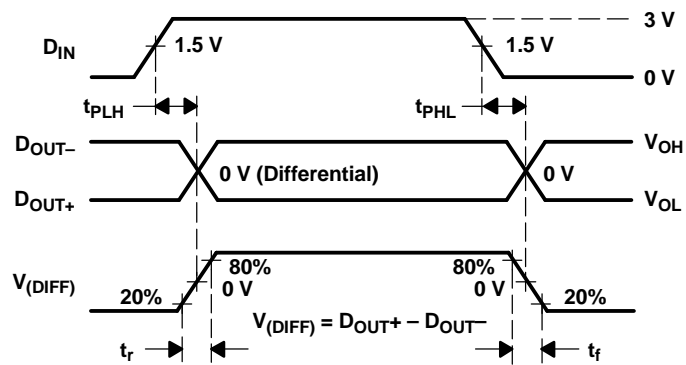 3 V
D_IN
1.5 V
1.5 V
0 V
t_PLH
t_PHL
D_OUT–
V_OH
0 V (Differential)
0 V
D_OUT+
V_OL
80%
80%
V_(DIFF)
0 V
0 V
20%
20%
V_(DIFF) = D_OUT+ – D_OUT–
t_r
t_f